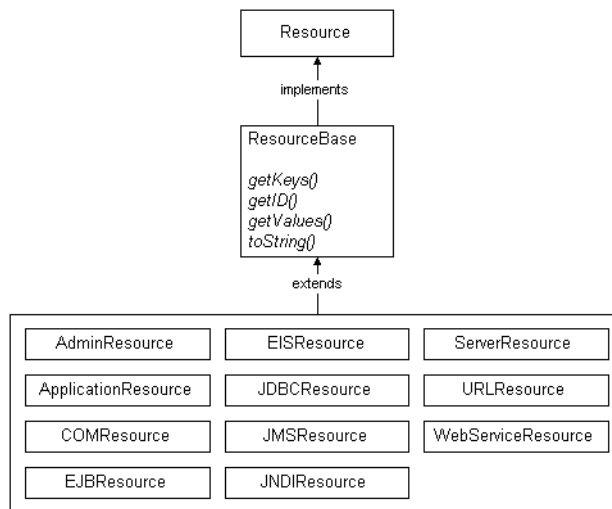 Resource
implements
ResourceBase
getKeys()
getID()
getValues()
toString()
extends
AdminResource EISResource ServerResource
ApplicationResource JDBCResource URLResource
COMResource JMSResource WebServiceResource
EJBResource JNDIResource